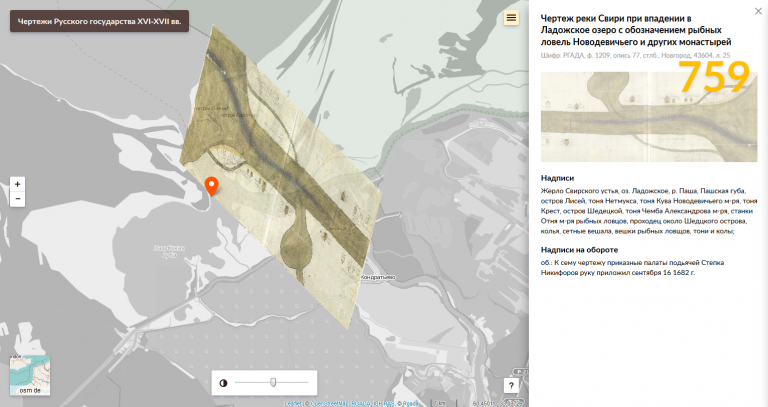 Чертежи Русского государства XVI-XVII вв.
Чертеж реки Свири при впадении в
Ладожское озеро с обозначением рыбных
ловель Новодевичьего и других монастырей
Шифр: РГАДА, ф. 1209, опись 77, стлб., Новгород, 43604, л. 25
759
Надписи
Жерло Свирского устья, оз. Ладожское, р. Паша, Пашская губа,
остров Лисей, тоня Нетмукса, тоня Кува Новодевичьего м-ря, тоня
Крест, остров Шедецкой, тоня Чемба Александрова м-ря, станки
Отня м-ря рыбных ловцов, проходец около Шедцкого острова,
колья, сетные вешала, вешки рыбных ловцов, тони и колы;
Надписи на обороте
об.: К сему чертежу приказные палаты подьячей Степка
Никифоров руку приложил сентября 16 1682 г.
+
−
Кондратьево
osm de
?
Leaflet | © OpenStreetMap